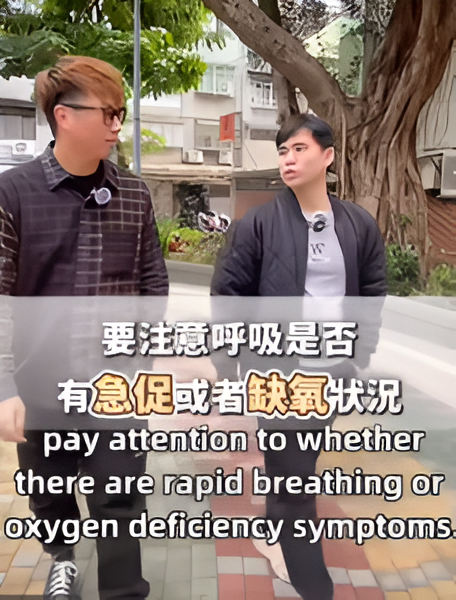 要注意呼吸是否
有急促或者缺氧狀況
pay attention to whether
there are rapid breathing or
oxygen deficiency symptoms.